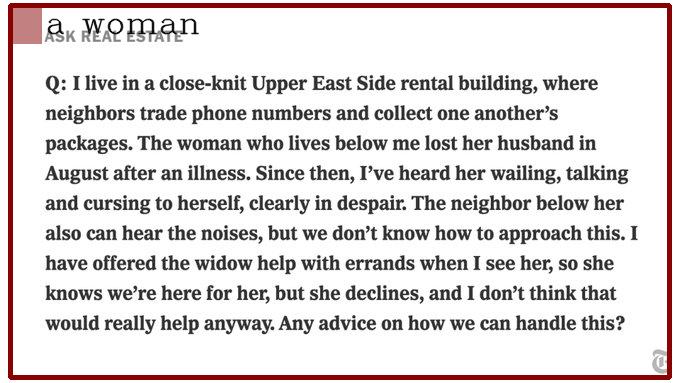 a woman
ASK REAL ESTATE
Q: I live in a close-knit Upper East Side rental building, where
neighbors trade phone numbers and collect one another’s
packages. The woman who lives below me lost her husband in
August after an illness. Since then, I’ve heard her wailing, talking
and cursing to herself, clearly in despair. The neighbor below her
also can hear the noises, but we don’t know how to approach this. I
have offered the widow help with errands when I see her, so she
knows we’re here for her, but she declines, and I don’t think that
would really help anyway. Any advice on how we can handle this?